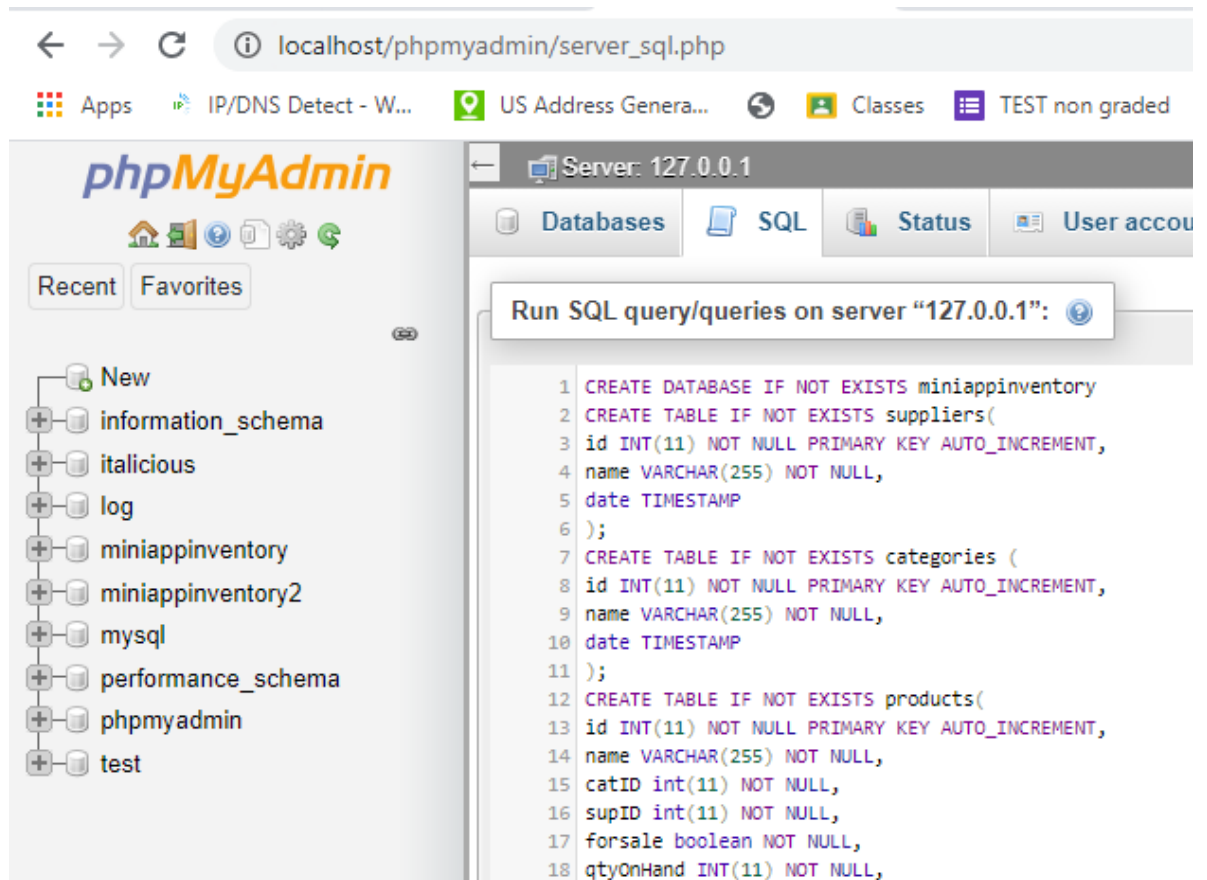 localhost/phpmyadmin/server_sql.php
Apps IP/DNS Detect - W... US Address Genera... Classes TEST non graded
phpMyAdmin
Recent Favorites
New
information_schema
italicious
log
miniappinventory
miniappinventory2
mysql
performance_schema
phpmyadmin
test
Server: 127.0.0.1
Databases SQL Status User accou
Run SQL query/queries on server “127.0.0.1”:
1 CREATE DATABASE IF NOT EXISTS miniappinventory
2 CREATE TABLE IF NOT EXISTS suppliers(
3 id INT(11) NOT NULL PRIMARY KEY AUTO_INCREMENT,
4 name VARCHAR(255) NOT NULL,
5 date TIMESTAMP
6 );
7 CREATE TABLE IF NOT EXISTS categories (
8 id INT(11) NOT NULL PRIMARY KEY AUTO_INCREMENT,
9 name VARCHAR(255) NOT NULL,
10 date TIMESTAMP
11 );
12 CREATE TABLE IF NOT EXISTS products(
13 id INT(11) NOT NULL PRIMARY KEY AUTO_INCREMENT,
14 name VARCHAR(255) NOT NULL,
15 catID int(11) NOT NULL,
16 supID int(11) NOT NULL,
17 forsale boolean NOT NULL,
18 qtyOnHand INT(11) NOT NULL,